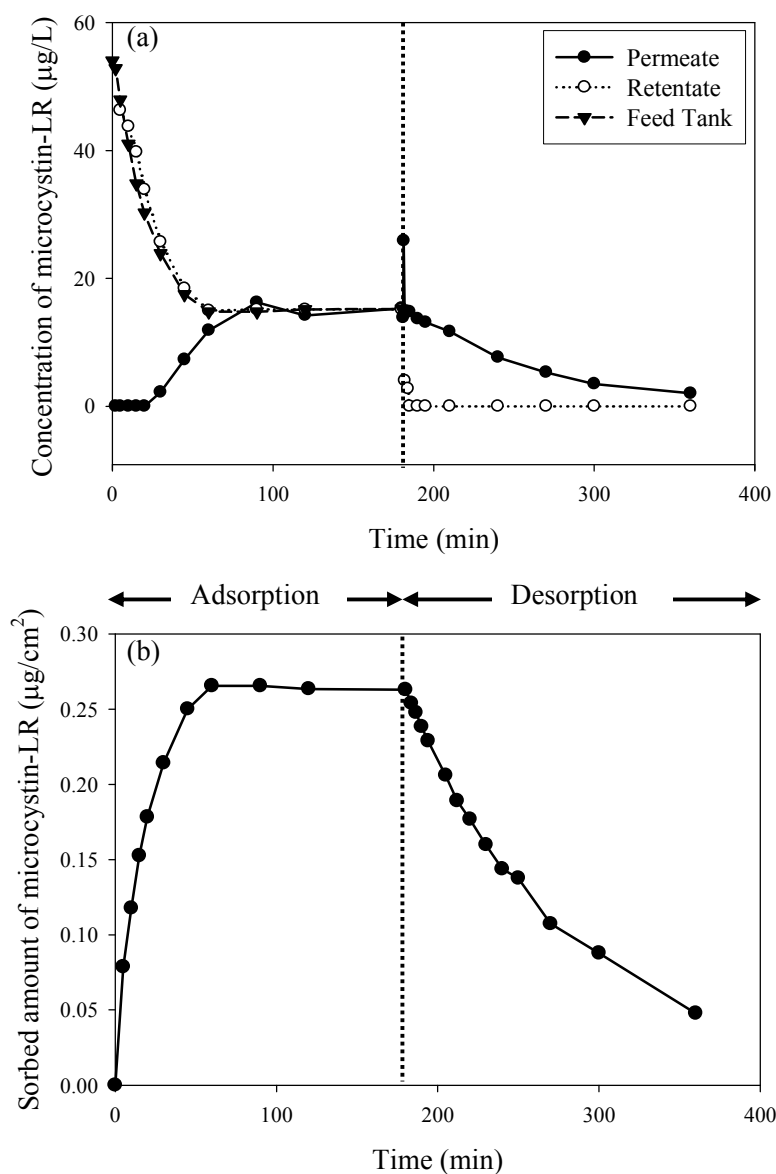 (a)
Permeate
Retentate
Feed Tank
Concentration of microcystin-LR (µg/L)
60
40
20
0
0 100 200 300 400
Time (min)
Adsorption Desorption
(b)
Sorbed amount of microcystin-LR (µg/cm²)
0.30
0.25
0.20
0.15
0.10
0.05
0.00
0 100 200 300 400
Time (min)